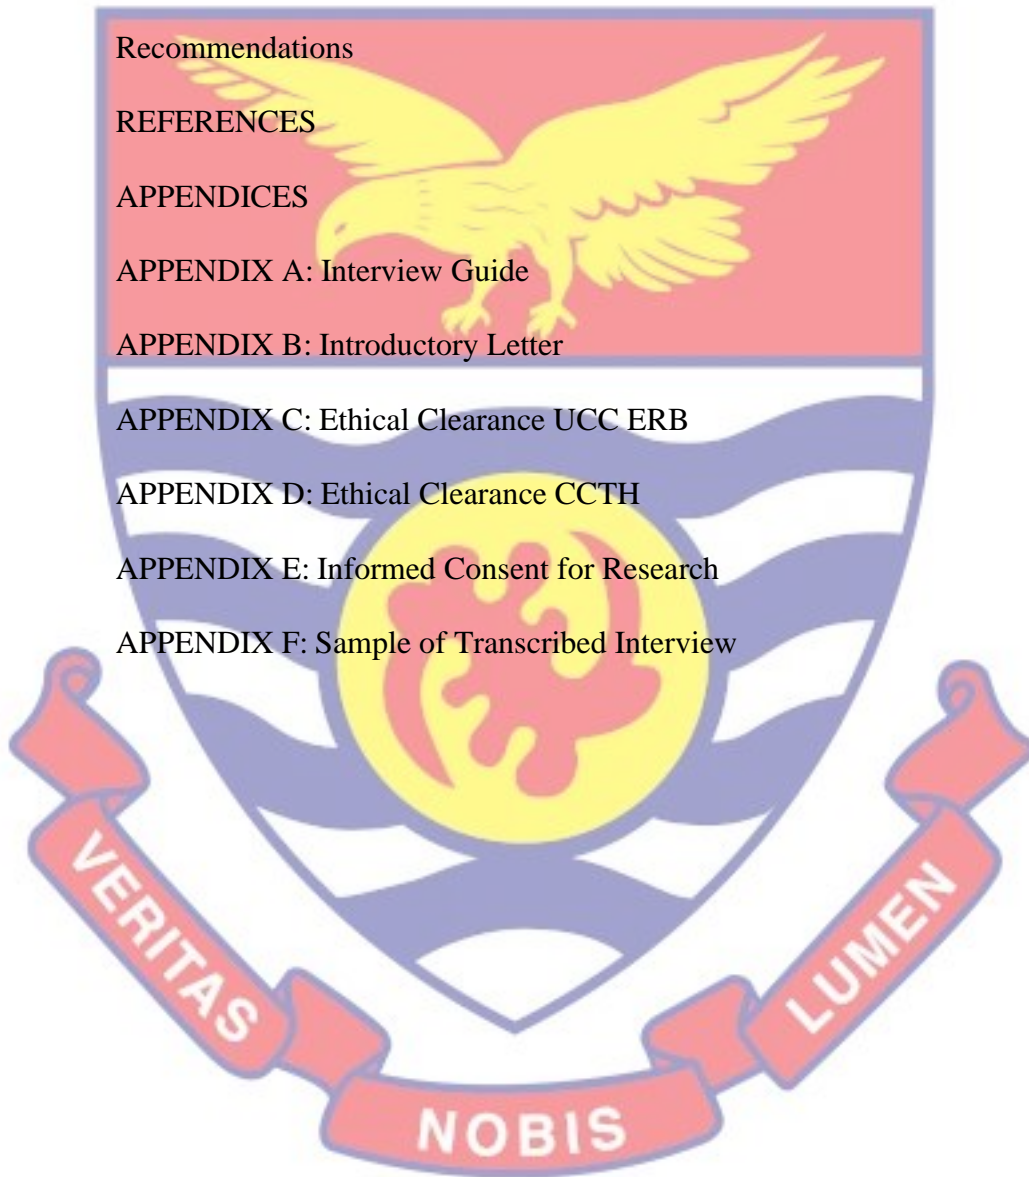 Recommendations
REFERENCES
APPENDICES
APPENDIX A: Interview Guide
APPENDIX B: Introductory Letter
APPENDIX C: Ethical Clearance UCC ERB
APPENDIX D: Ethical Clearance CCTH
APPENDIX E: Informed Consent for Research
APPENDIX F: Sample of Transcribed Interview
VERITAS
NOBIS
LUMEN